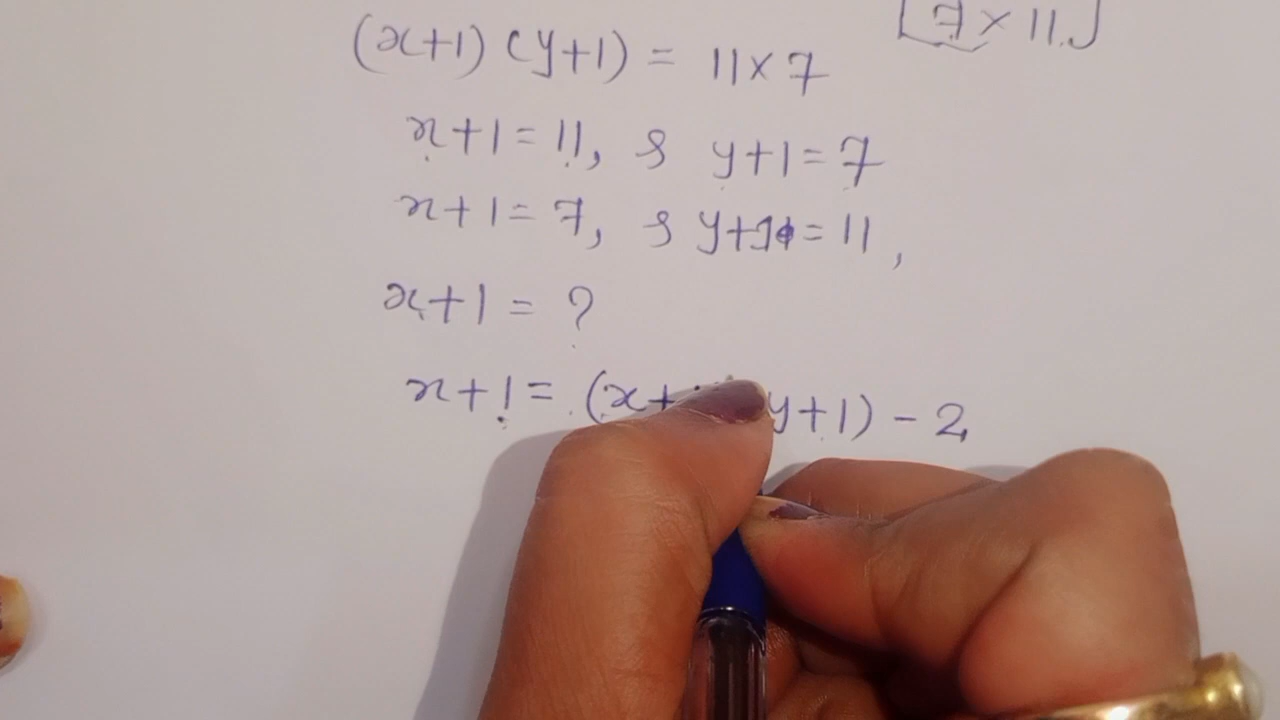 [7×11]
(x+1) (y+1) = 11×7
x+1=11, & y+1=7
x+1=7, & y+1=11,
x+1 = ?
x+1= (x+ y+1) - 2